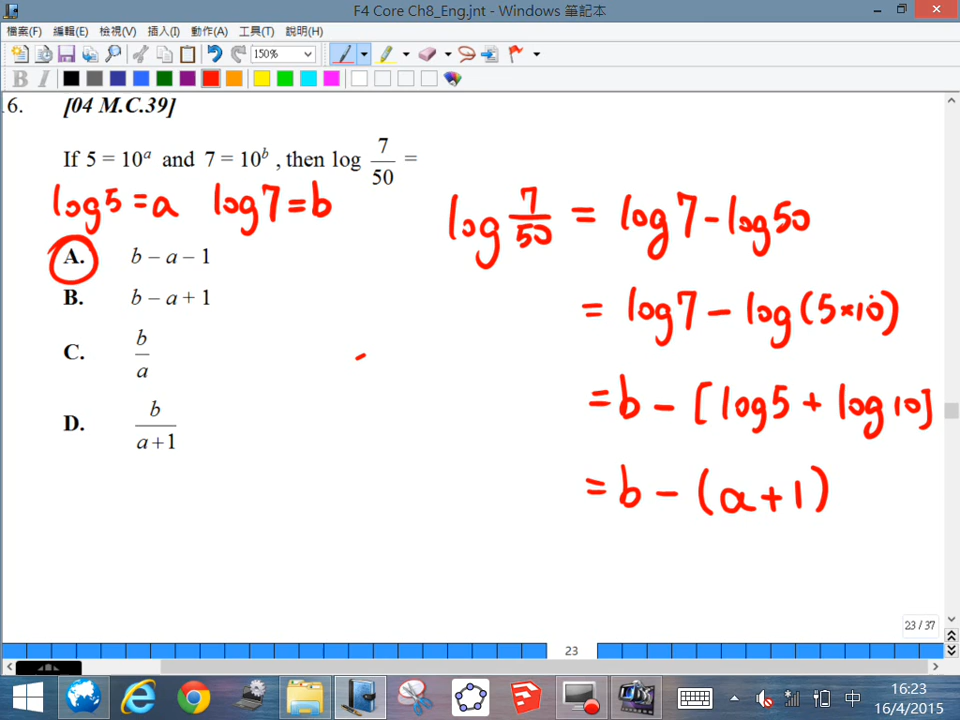 F4 Core Ch8_Eng.jnt - Windows 筆記本
檔案(F) 編輯(E) 檢視(V) 插入(I) 動作(A) 工具(T) 說明(H)
150%
B I
16. [04 M.C.39]
If 5 = 10^a and 7 = 10^b , then log 7/50 =
log5 = a log7 = b
A. b – a – 1
B. b – a + 1
C. b/a
D. b/(a+1)
log 7/50 = log7 - log50
= log7 - log(5×10)
= b - [log5 + log10]
= b - (a+1)
23 / 37
23
中
16:23
16/4/2015